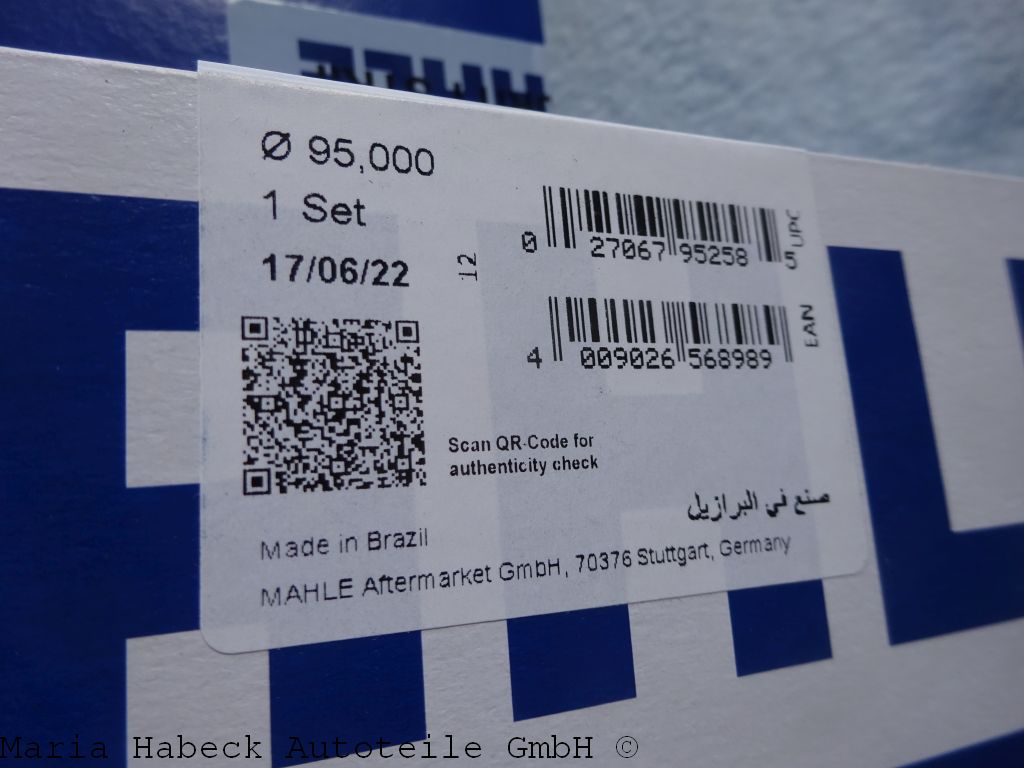 Ø 95,000
1 Set
17/06/22
12
0 27067 95258 5
UPC
4 009026 568989
EAN
Scan QR-Code for
authenticity check
صنع في البرازيل
Made in Brazil
MAHLE Aftermarket GmbH, 70376 Stuttgart, Germany
Maria Habeck Autoteile GmbH ©